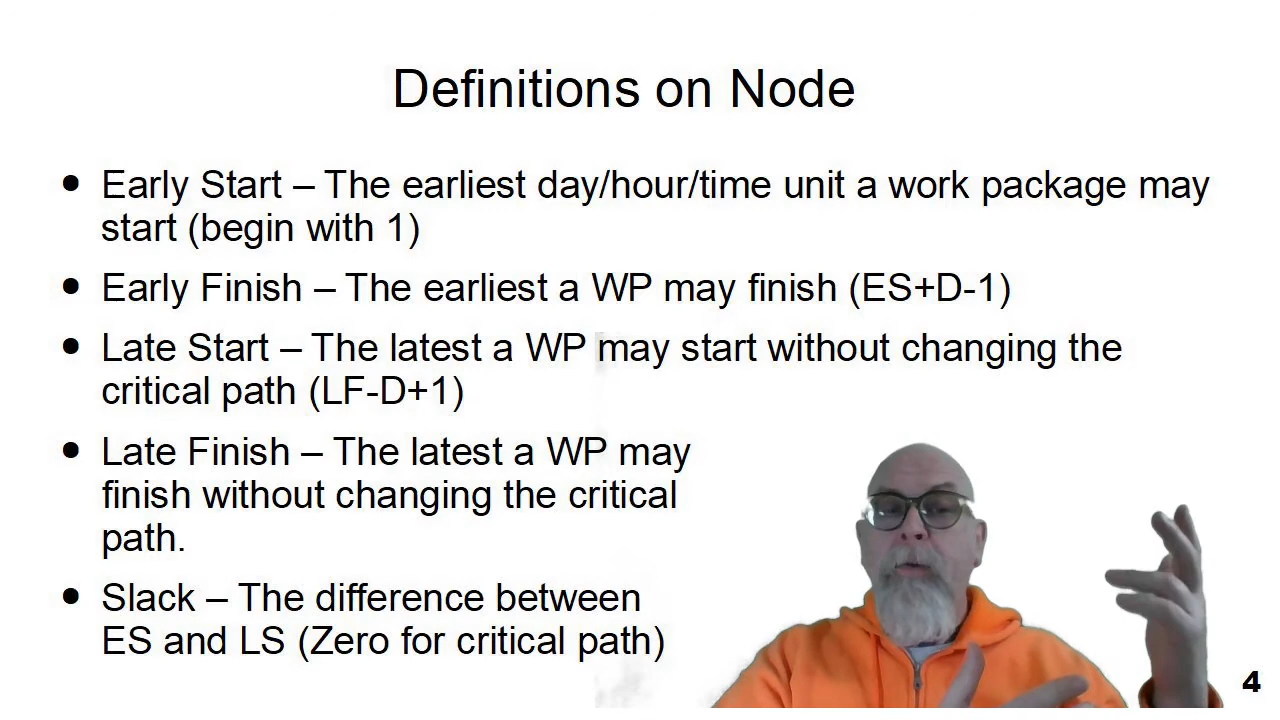 Definitions on Node
• Early Start – The earliest day/hour/time unit a work package may
start (begin with 1)
• Early Finish – The earliest a WP may finish (ES+D-1)
• Late Start – The latest a WP may start without changing the
critical path (LF-D+1)
• Late Finish – The latest a WP may
finish without changing the critical
path.
• Slack – The difference between
ES and LS (Zero for critical path)
4